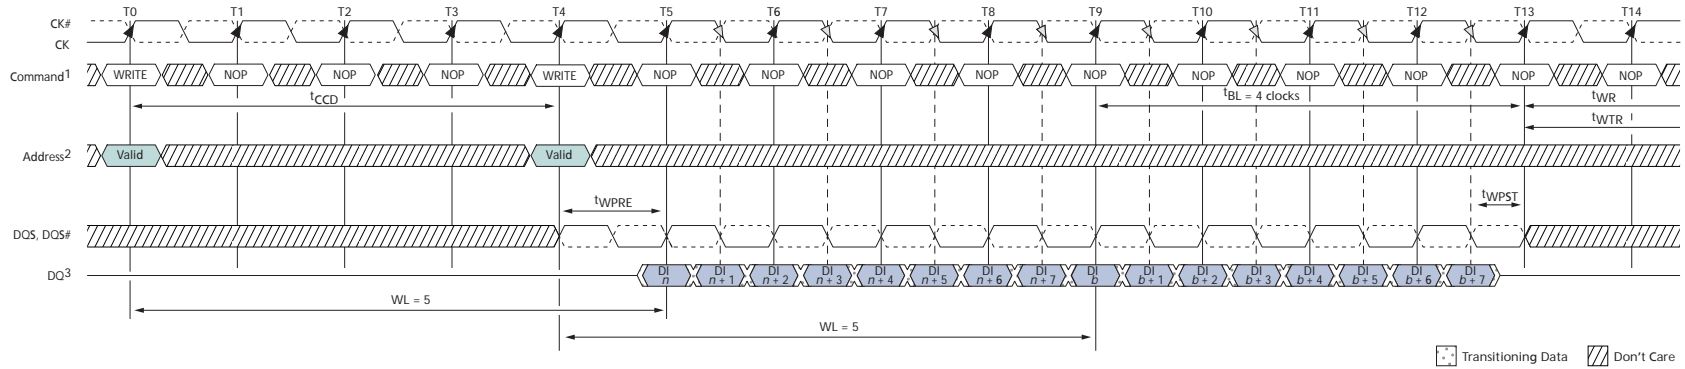 T0 T1 T2 T3 T4 T5 T6 T7 T8 T9 T10 T11 T12 T13 T14
CK#
CK
Command1 WRITE NOP NOP NOP WRITE NOP NOP NOP NOP NOP NOP NOP NOP NOP NOP
tCCD tBL = 4 clocks tWR
tWTR
Address2 Valid Valid
tWPRE tWPST
DQS, DQS#
DQ3 DI n DI n + 1 DI n + 2 DI n + 3 DI n + 4 DI n + 5 DI n + 6 DI n + 7 DI b DI b + 1 DI b + 2 DI b + 3 DI b + 4 DI b + 5 DI b + 6 DI b + 7
WL = 5
WL = 5
Transitioning Data Don't Care